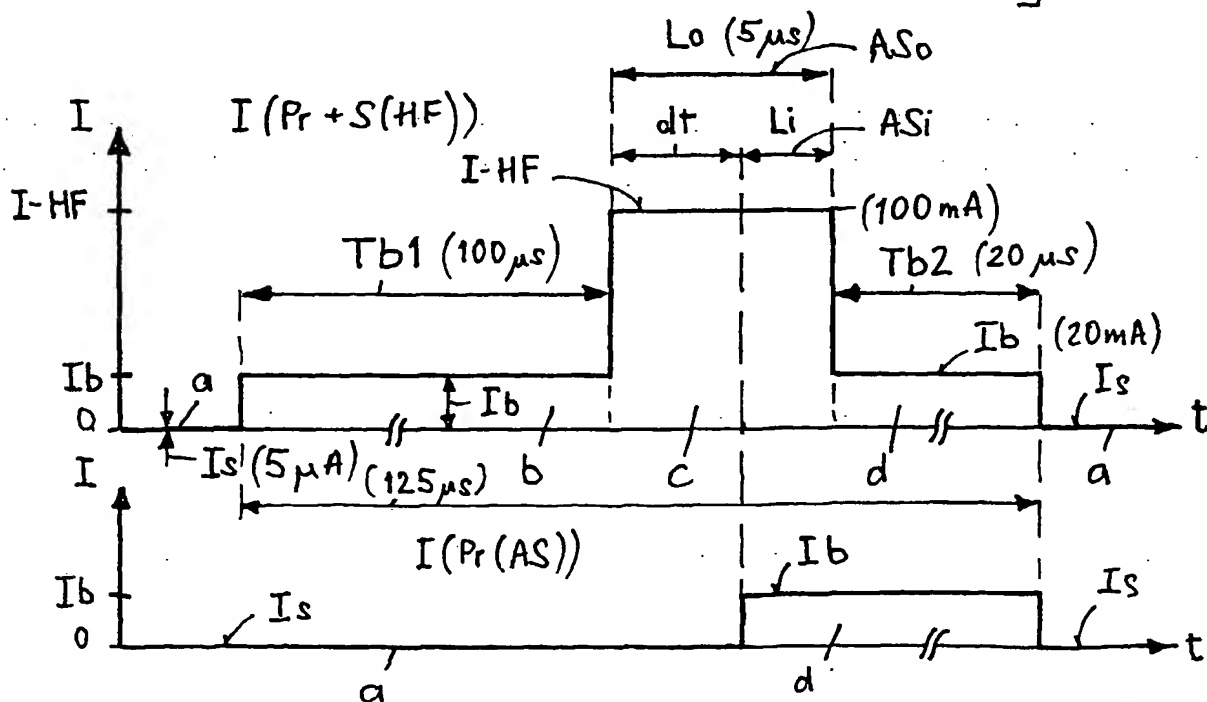 Lo (5µs)
ASo
I
I (Pr + S(HF))
dt
Li
ASi
I-HF
I-HF
(100mA)
Tb1 (100µs)
Tb2 (20µs)
Ib
a
Ib
Ib
(20mA)
Is
0
t
Is (5µA)
b
c
d
a
I
(125µs)
I(Pr(AS))
Ib
Ib
Is
Is
0
t
a
d